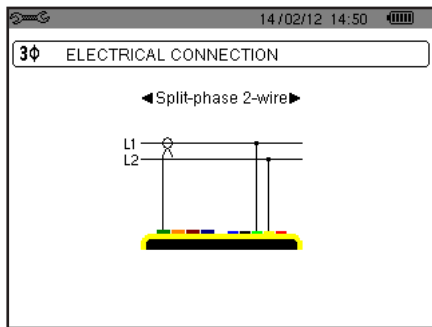 14/02/12 14:50
3ϕ ELECTRICAL CONNECTION
◄Split-phase 2-wire►
L1
L2